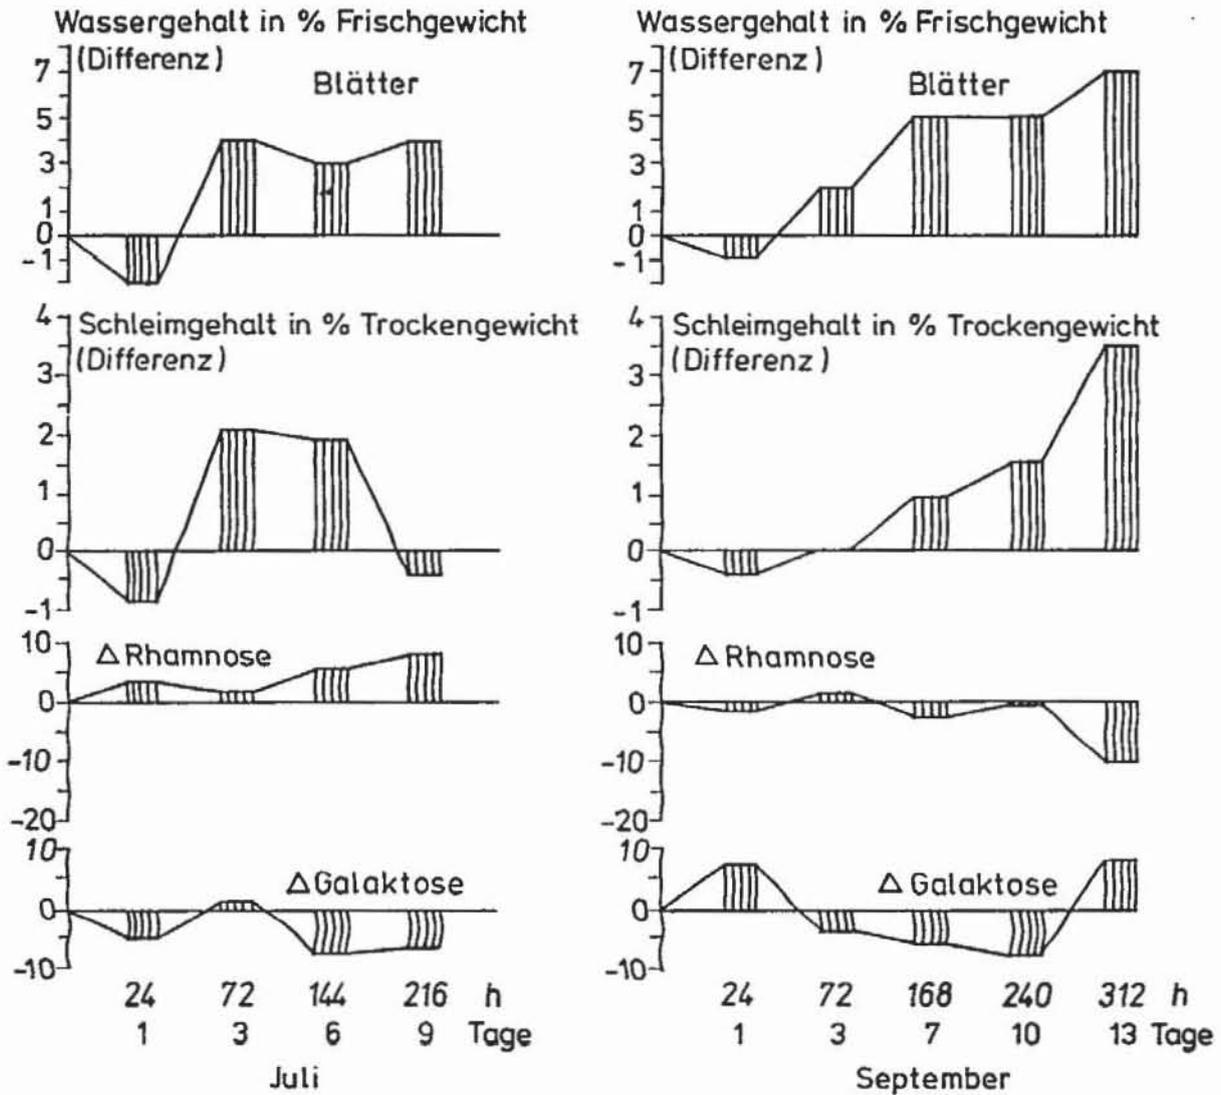 Wassergehalt in % Frischgewicht
(Differenz)
Blätter
7
5
3
1
0
-1
Schleimgehalt in % Trockengewicht
(Differenz)
4
3
2
1
0
-1
Δ Rhamnose
10
0
-10
-20
Δ Galaktose
10
0
-10
24 72 144 216 h
1 3 6 9 Tage
Juli
Wassergehalt in % Frischgewicht
(Differenz)
Blätter
7
5
3
1
0
-1
Schleimgehalt in % Trockengewicht
(Differenz)
4
3
2
1
0
-1
Δ Rhamnose
10
0
-10
-20
Δ Galaktose
10
0
-10
24 72 168 240 312 h
1 3 7 10 13 Tage
September